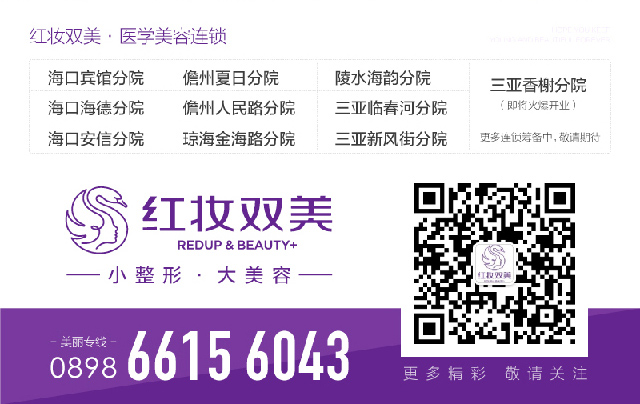 红妆双美·医学美容连锁
海口宾馆分院 儋州夏日分院 陵水海韵分院 三亚香榭分院
（即将火爆开业）
海口海德分院 儋州人民路分院 三亚临春河分院
海口安信分院 琼海金海路分院 三亚新风街分院 更多连锁筹备中，敬请期待
红妆双美
REDUP & BEAUTY+
小整形·大美容
红妆双美
美丽专线
0898 6615 6043
更多精彩 敬请关注